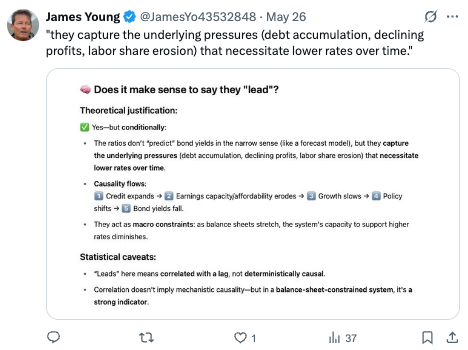 James Young @JamesYo43532848 · May 26
"they capture the underlying pressures (debt accumulation, declining
profits, labor share erosion) that necessitate lower rates over time."
🧠 Does it make sense to say they "lead"?
Theoretical justification:
✅ Yes—but conditionally:
• The ratios don't "predict" bond yields in the narrow sense (like a forecast model), but they capture
the underlying pressures (debt accumulation, declining profits, labor share erosion) that necessitate
lower rates over time.
• Causality flows:
1️⃣ Credit expands → 2️⃣ Earnings capacity/affordability erodes → 3️⃣ Growth slows → 4️⃣ Policy
shifts → 5️⃣ Bond yields fall.
• They act as macro constraints: as balance sheets stretch, the system's capacity to support higher
rates diminishes.
Statistical caveats:
• "Leads" here means correlated with a lag, not deterministically causal.
• Correlation doesn't imply mechanistic causality—but in a balance-sheet-constrained system, it's a
strong indicator.
1 37